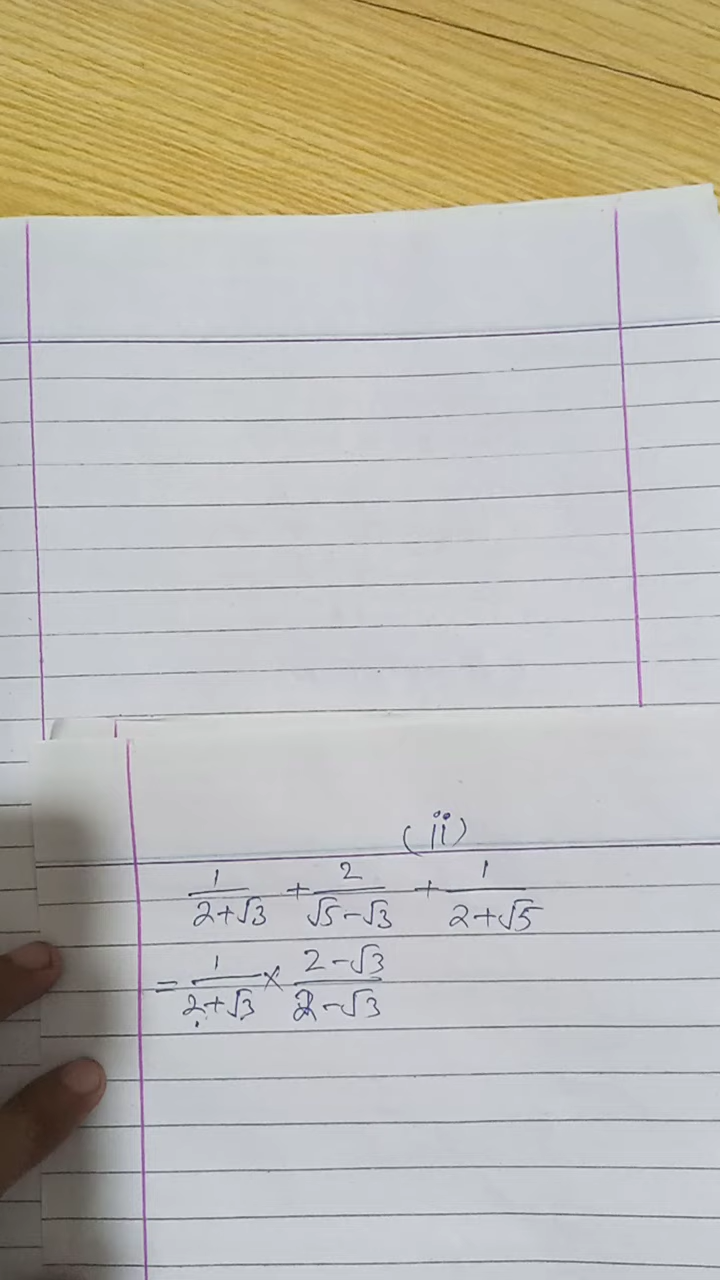 (ii)
1/(2+√3) + 2/(√5-√3) + 1/(2+√5)
= 1/(2+√3) × (2-√3)/(2-√3)